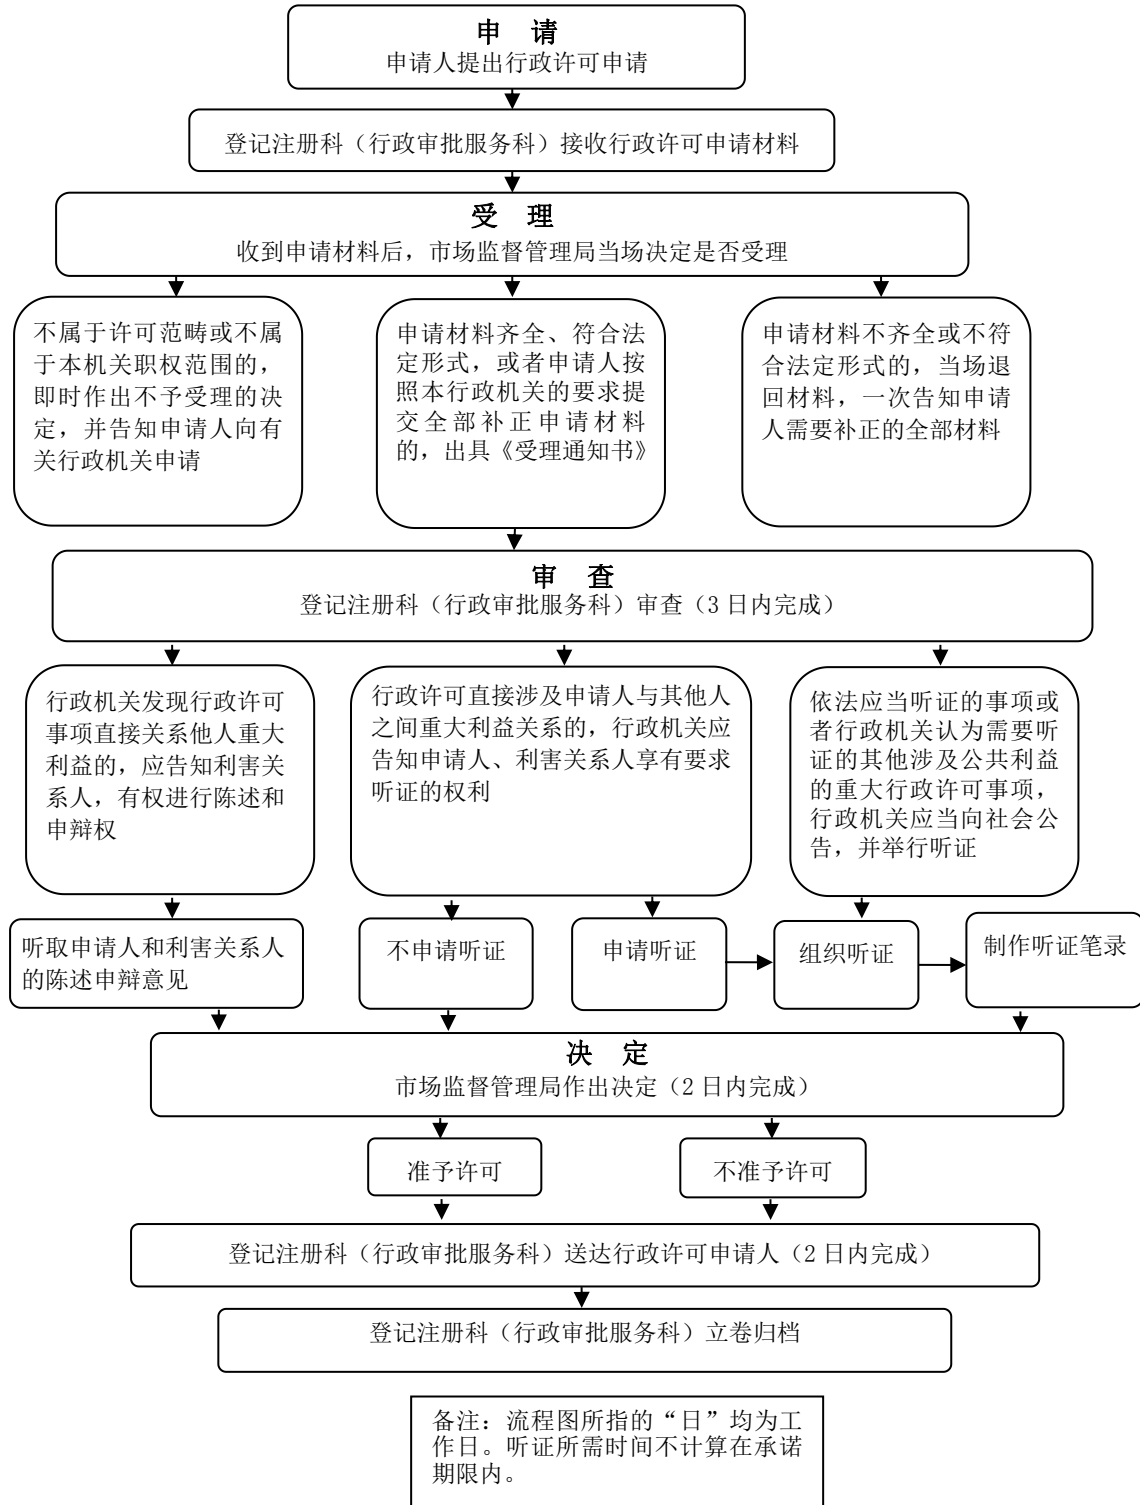 申 请
申请人提出行政许可申请
登记注册科（行政审批服务科）接收行政许可申请材料
受 理
收到申请材料后，市场监督管理局当场决定是否受理
不属于许可范畴或不属
于本机关职权范围的，
即时作出不予受理的决
定，并告知申请人向有
关行政机关申请
申请材料齐全、符合法
定形式，或者申请人按
照本行政机关的要求提
交全部补正申请材料
的，出具《受理通知书》
申请材料不齐全或不符
合法定形式的，当场退
回材料，一次告知申请
人需要补正的全部材料
审 查
登记注册科（行政审批服务科）审查（3 日内完成）
行政机关发现行政许可
事项直接关系他人重大
利益的，应告知利害关
系人，有权进行陈述和
申辩权
行政许可直接涉及申请人与其他人
之间重大利益关系的，行政机关应
告知申请人、利害关系人享有要求
听证的权利
依法应当听证的事项或
者行政机关认为需要听
证的其他涉及公共利益
的重大行政许可事项，
行政机关应当向社会公
告，并举行听证
听取申请人和利害关系人
的陈述申辩意见
不申请听证
申请听证
组织听证
制作听证笔录
决 定
市场监督管理局作出决定（2 日内完成）
准予许可
不准予许可
登记注册科（行政审批服务科）送达行政许可申请人（2 日内完成）
登记注册科（行政审批服务科）立卷归档
备注：流程图所指的“日”均为工
作日。听证所需时间不计算在承诺
期限内。